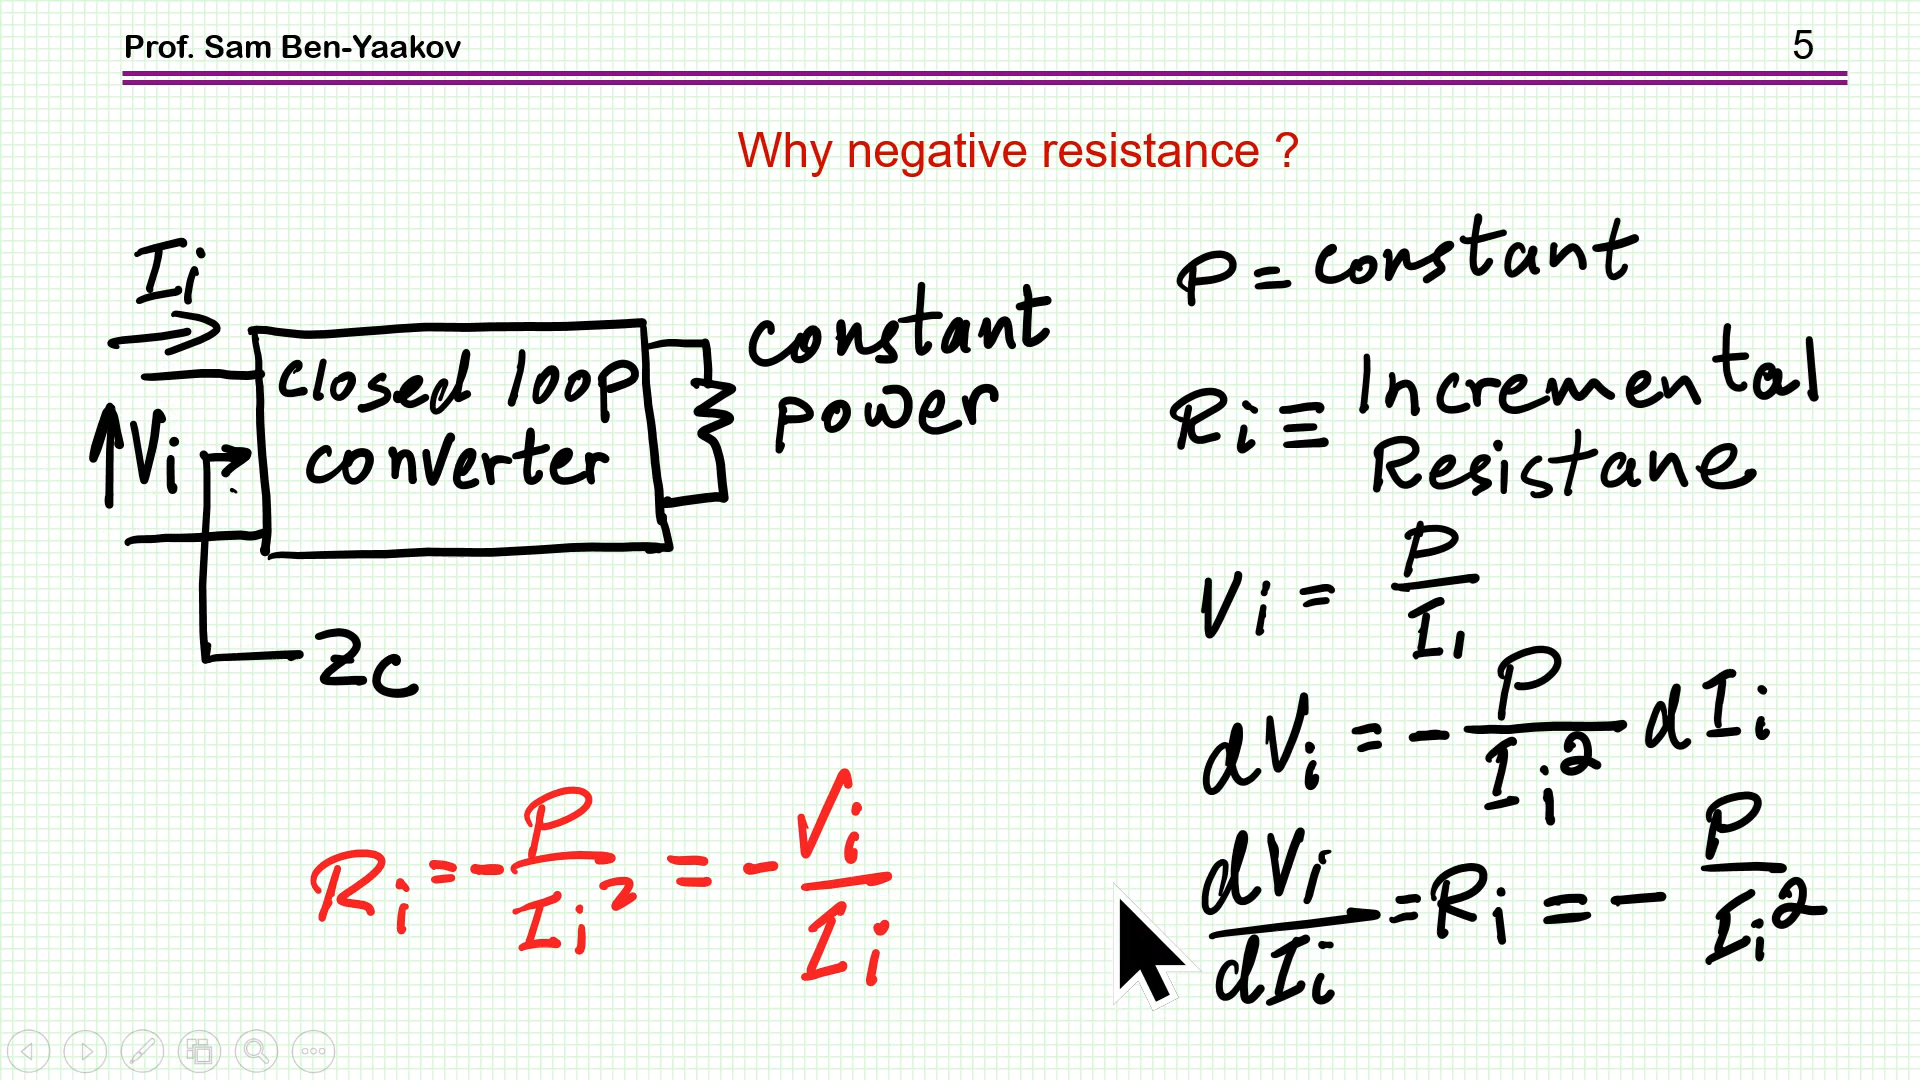 Prof. Sam Ben-Yaakov
5
Why negative resistance ?
Ii
Vi
closed loop
converter
constant
power
Zc
P = constant
Ri ≡ Incremental
Resistane
Vi = P/I1
dVi = - P/Ii² dIi
dVi/dIi = Ri = - P/Ii²
Ri = - P/Ii² = - Vi/Ii